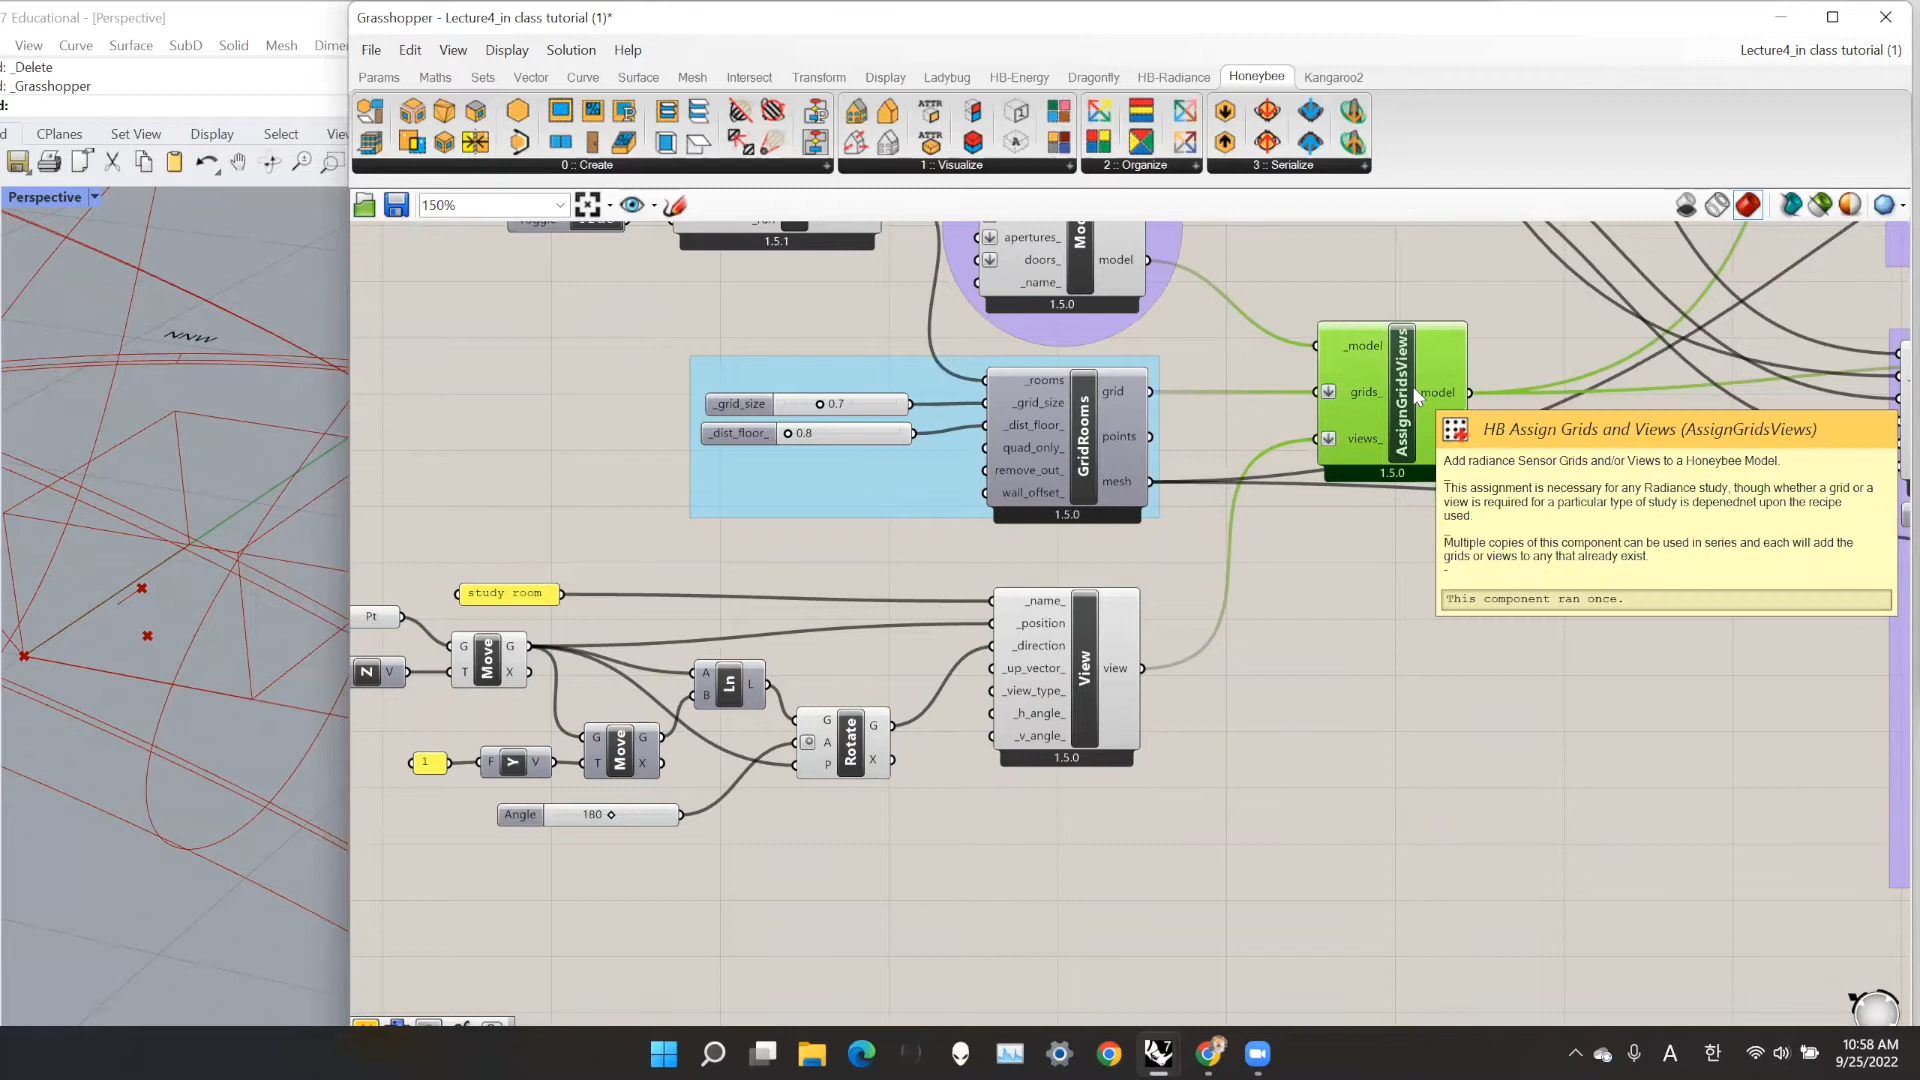 7 Educational - [Perspective]
View Curve Surface SubD Solid Mesh Dimen
d: _Delete
d: _Grasshopper
d:
d CPlanes Set View Display Select View
Perspective
NNW
Grasshopper - Lecture4_in class tutorial (1)*
File Edit View Display Solution Help
Lecture4_in class tutorial (1)
Params Maths Sets Vector Curve Surface Mesh Intersect Transform Display Ladybug HB-Energy Dragonfly HB-Radiance Honeybee Kangaroo2
ATTR
ATTR
0 :: Create
1 :: Visualize
2 :: Organize
3 :: Serialize
150%
1.5.1
apertures_
doors_
_name_
model
1.5.0
_grid_size 0.7
_dist_floor_ 0.8
_rooms
_grid_size
_dist_floor_
quad_only_
remove_out_
wall_offset_
GridRooms
grid
points
mesh
1.5.0
_model
grids_
views_
AssignGridsViews
model
1.5.0
HB Assign Grids and Views (AssignGridsViews)
Add radiance Sensor Grids and/or Views to a Honeybee Model.
_
This assignment is necessary for any Radiance study, though whether a grid or a
view is required for a particular type of study is depenednet upon the recipe
used.
_
Multiple copies of this component can be used in series and each will add the
grids or views to any that already exist.
-
This component ran once.
study room
Pt
Z V
G T Move G X
A B Ln L
1
F Y V
G T Move G X
G A P Rotate G X
Angle 180
_name_
_position
_direction
_up_vector_
_view_type_
_h_angle_
_v_angle_
View
view
1.5.0
A
한
10:58 AM
9/25/2022